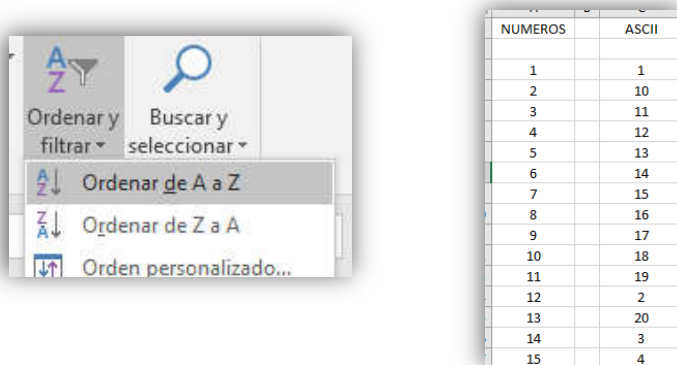 A
Z
Ordenar y
filtrar
Buscar y
seleccionar
A
Z
Ordenar de A a Z
Z
A
Ordenar de Z a A
Orden personalizado...
NUMEROS ASCII
1 1
2 10
3 11
4 12
5 13
6 14
7 15
8 16
9 17
10 18
11 19
12 2
13 20
14 3
15 4